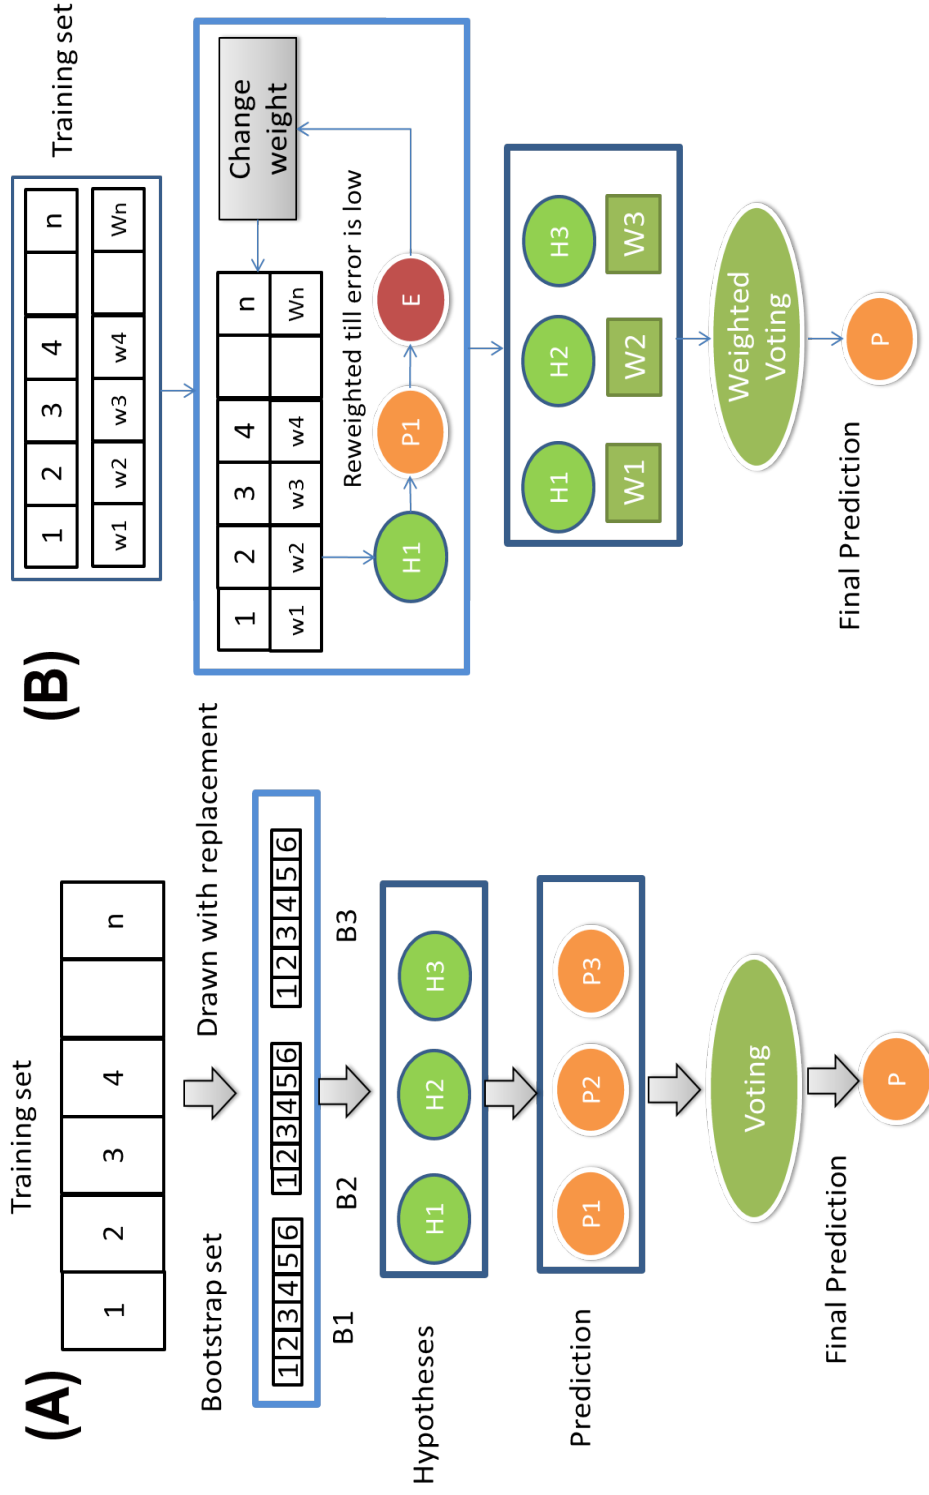 (A)
Training set
1 2 3 4 n
Bootstrap set
Drawn with replacement
1 2 3 4 5 6
1 2 3 4 5 6
1 2 3 4 5 6
B1
B2
B3
Hypotheses
H1
H2
H3
Prediction
P1
P2
P3
Voting
Final Prediction
P
(B)
Training set
1 2 3 4 n
w1 w2 w3 w4 Wn
Change
weight
1 2 3 4 n
w1 w2 w3 w4 Wn
Reweighted till error is low
H1
P1
E
H1
H2
H3
W1
W2
W3
Weighted
Voting
Final Prediction
P